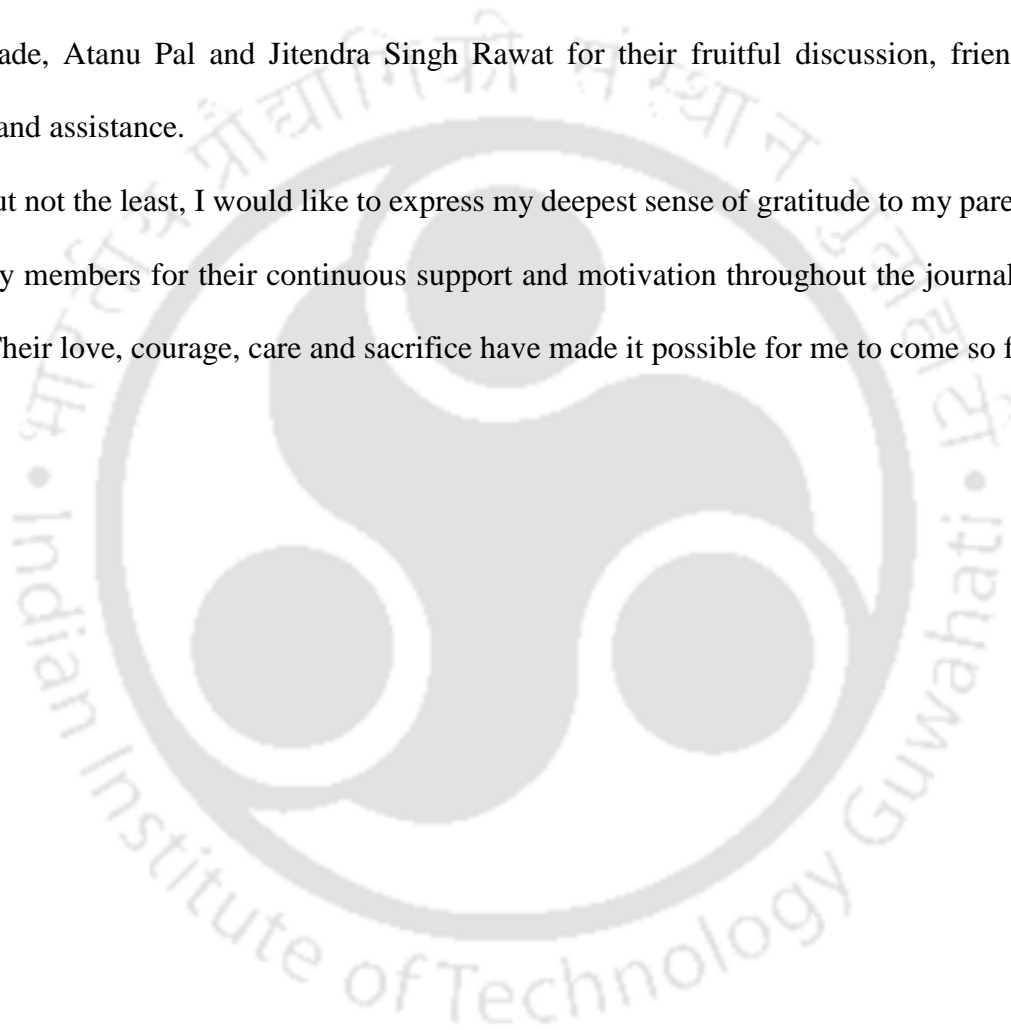 ade, Atanu Pal and Jitendra Singh Rawat for their fruitful discussion, frien
and assistance.
ut not the least, I would like to express my deepest sense of gratitude to my pare
y members for their continuous support and motivation throughout the journal
Their love, courage, care and sacrifice have made it possible for me to come so f
भारतीय प्रौद्योगिकी संस्थान गुवाहाटी
Indian Institute of Technology Guwahati